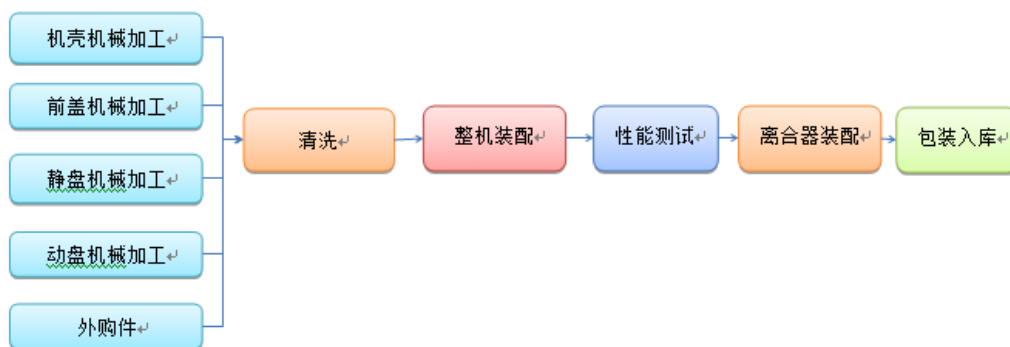 机壳机械加工
前盖机械加工
静盘机械加工
动盘机械加工
外购件
清洗
整机装配
性能测试
离合器装配
包装入库